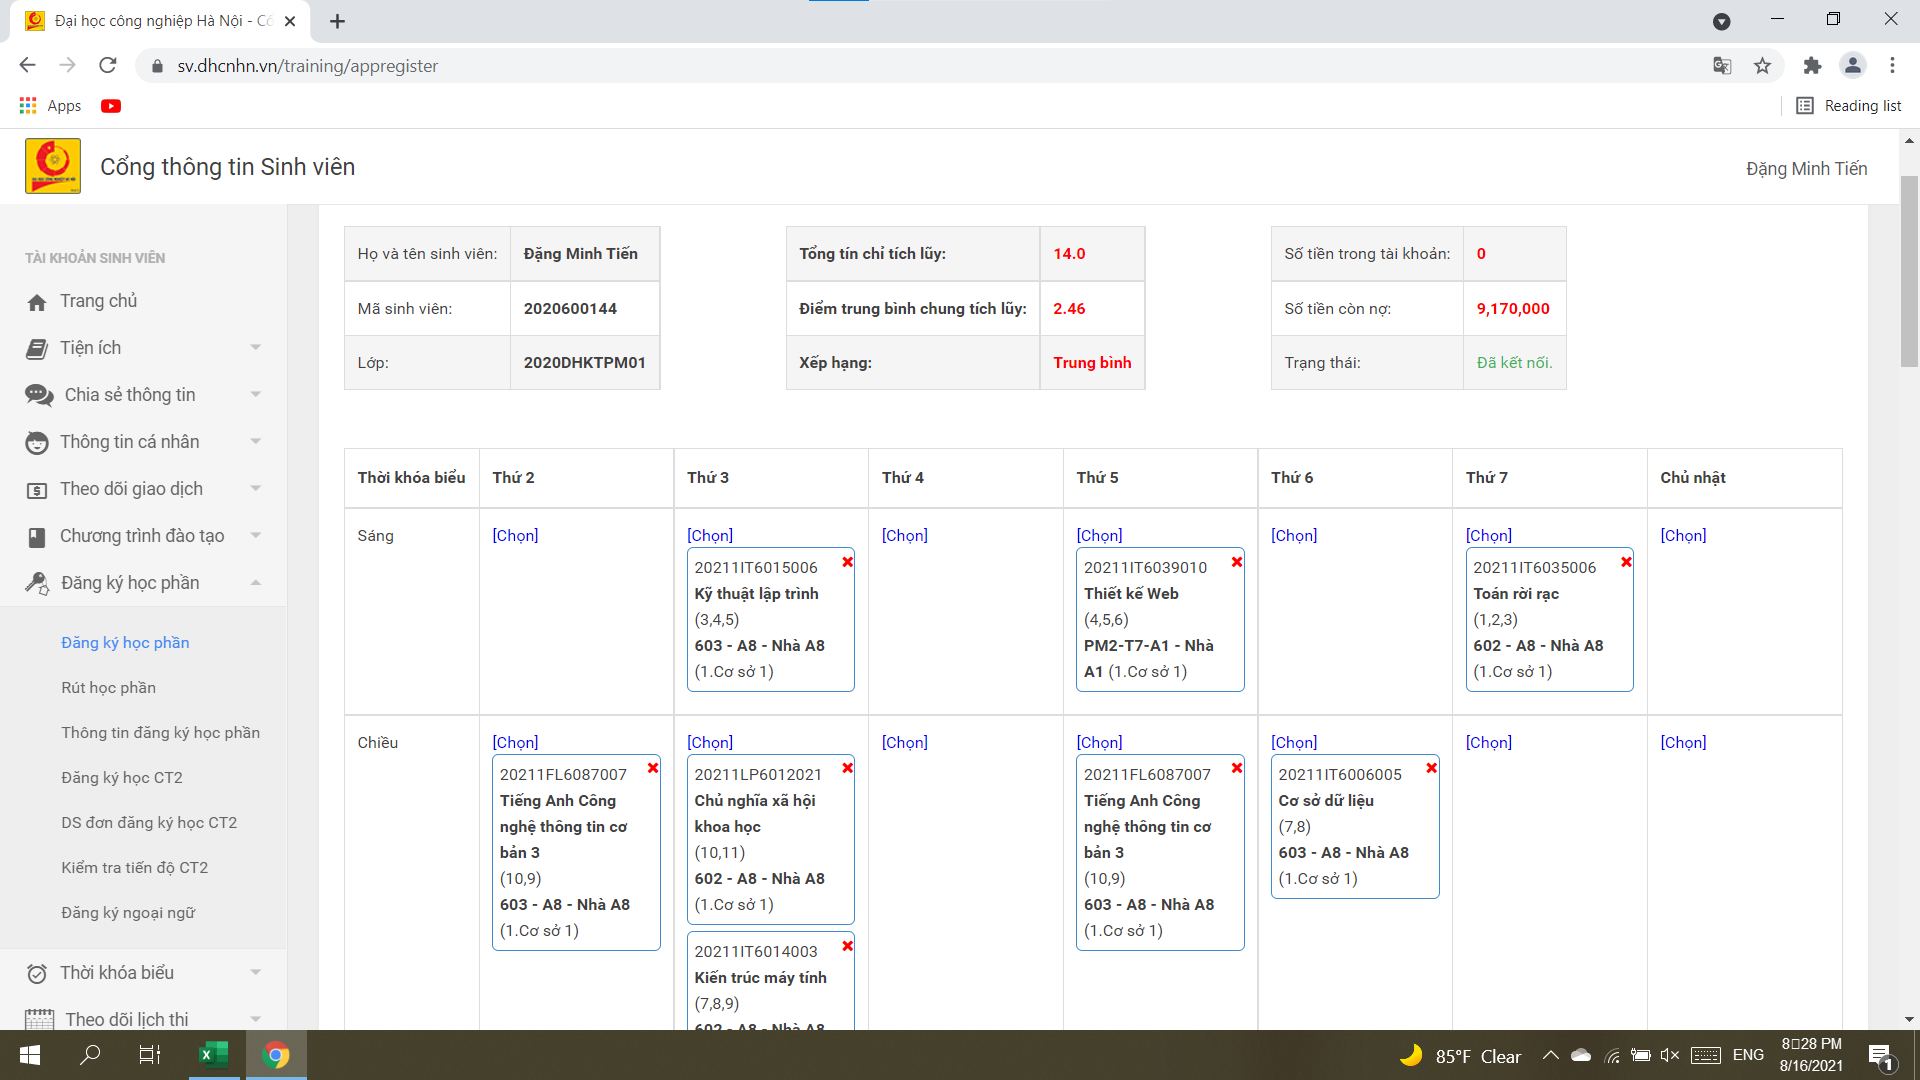 Đại học công nghiệp Hà Nội - Cổ
sv.dhcnhn.vn/training/appregister
Apps
Reading list
Cổng thông tin Sinh viên
Đặng Minh Tiến
TÀI KHOẢN SINH VIÊN
Trang chủ
Tiện ích
Chia sẻ thông tin
Thông tin cá nhân
Theo dõi giao dịch
Chương trình đào tạo
Đăng ký học phần
Đăng ký học phần
Rút học phần
Thông tin đăng ký học phần
Đăng ký học CT2
DS đơn đăng ký học CT2
Kiểm tra tiến độ CT2
Đăng ký ngoại ngữ
Thời khóa biểu
Theo dõi lịch thi
Họ và tên sinh viên: Đặng Minh Tiến
Mã sinh viên: 2020600144
Lớp: 2020DHKTPM01
Tổng tín chỉ tích lũy: 14.0
Điểm trung bình chung tích lũy: 2.46
Xếp hạng: Trung bình
Số tiền trong tài khoản: 0
Số tiền còn nợ: 9,170,000
Trạng thái: Đã kết nối.
Thời khóa biểu Thứ 2 Thứ 3 Thứ 4 Thứ 5 Thứ 6 Thứ 7 Chủ nhật
Sáng
[Chọn]
[Chọn]
20211IT6015006
Kỹ thuật lập trình
(3,4,5)
603 - A8 - Nhà A8
(1.Cơ sở 1)
[Chọn]
[Chọn]
20211IT6039010
Thiết kế Web
(4,5,6)
PM2-T7-A1 - Nhà
A1 (1.Cơ sở 1)
[Chọn]
[Chọn]
20211IT6035006
Toán rời rạc
(1,2,3)
602 - A8 - Nhà A8
(1.Cơ sở 1)
[Chọn]
Chiều
[Chọn]
20211FL6087007
Tiếng Anh Công
nghệ thông tin cơ
bản 3
(10,9)
603 - A8 - Nhà A8
(1.Cơ sở 1)
[Chọn]
20211LP6012021
Chủ nghĩa xã hội
khoa học
(10,11)
602 - A8 - Nhà A8
(1.Cơ sở 1)
20211IT6014003
Kiến trúc máy tính
(7,8,9)
602 - A8 - Nhà A8
[Chọn]
[Chọn]
20211FL6087007
Tiếng Anh Công
nghệ thông tin cơ
bản 3
(10,9)
603 - A8 - Nhà A8
(1.Cơ sở 1)
[Chọn]
20211IT6006005
Cơ sở dữ liệu
(7,8)
603 - A8 - Nhà A8
(1.Cơ sở 1)
[Chọn]
[Chọn]
85°F Clear
ENG
8▯28 PM
8/16/2021
1